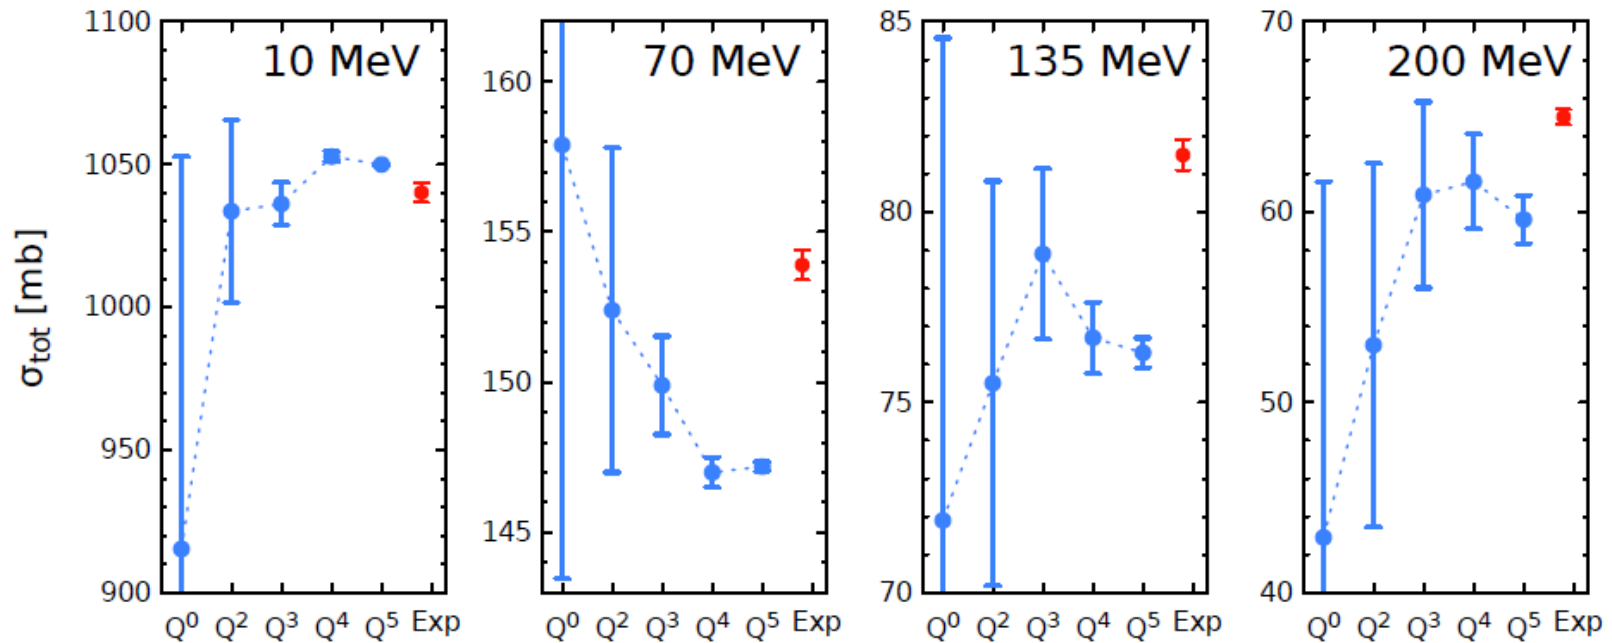 σtot [mb]
10 MeV
1100
1050
1000
950
900
Q⁰ Q² Q³ Q⁴ Q⁵ Exp
70 MeV
160
155
150
145
Q⁰ Q² Q³ Q⁴ Q⁵ Exp
135 MeV
85
80
75
70
Q⁰ Q² Q³ Q⁴ Q⁵ Exp
200 MeV
70
60
50
40
Q⁰ Q² Q³ Q⁴ Q⁵ Exp